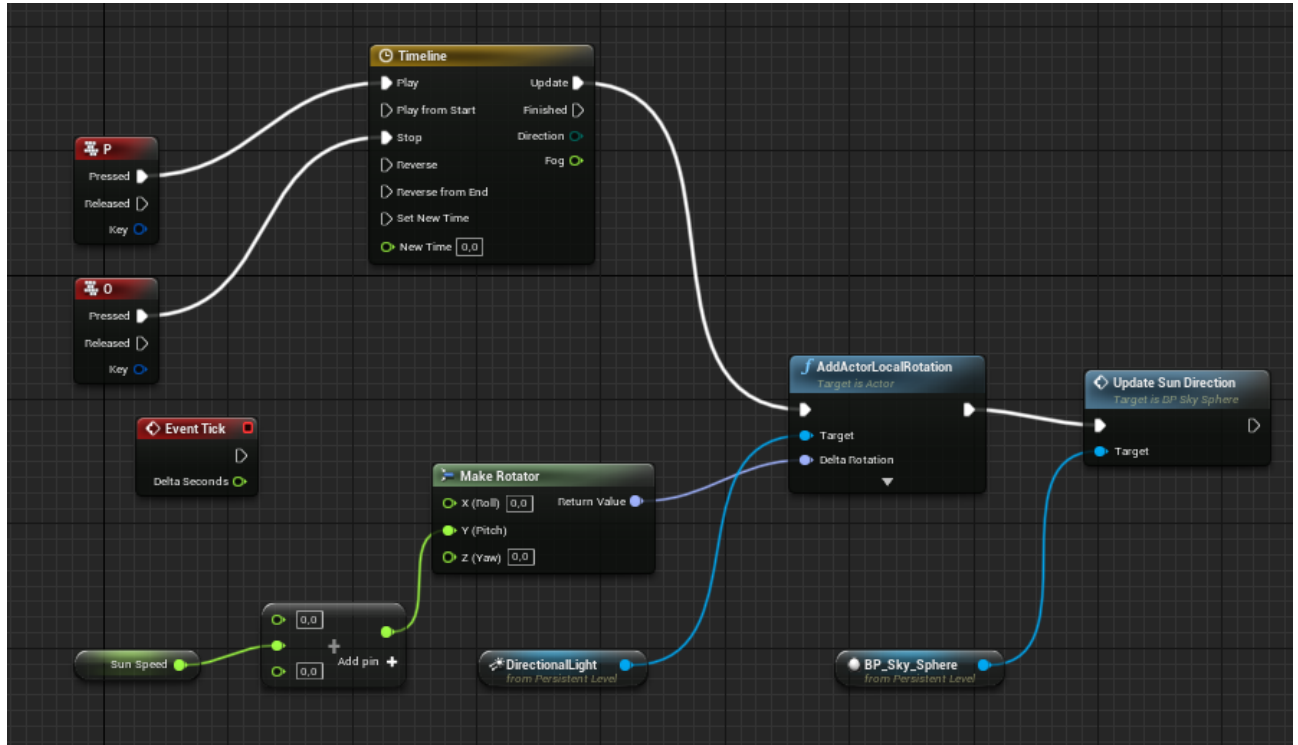 Timeline
Play
Update
Play from Start
Finished
Stop
Direction
Reverse
Fog
Reverse from End
Set New Time
New Time 0,0
P
Pressed
Released
Key
O
Pressed
Released
Key
Event Tick
Delta Seconds
Make Rotator
X (Roll) 0,0
Return Value
Y (Pitch)
Z (Yaw) 0,0
AddActorLocalRotation
Target is Actor
Target
Delta Rotation
Update Sun Direction
Target is BP Sky Sphere
Target
Sun Speed
0,0
Add pin +
0,0
DirectionalLight
from Persistent Level
BP_Sky_Sphere
from Persistent Level